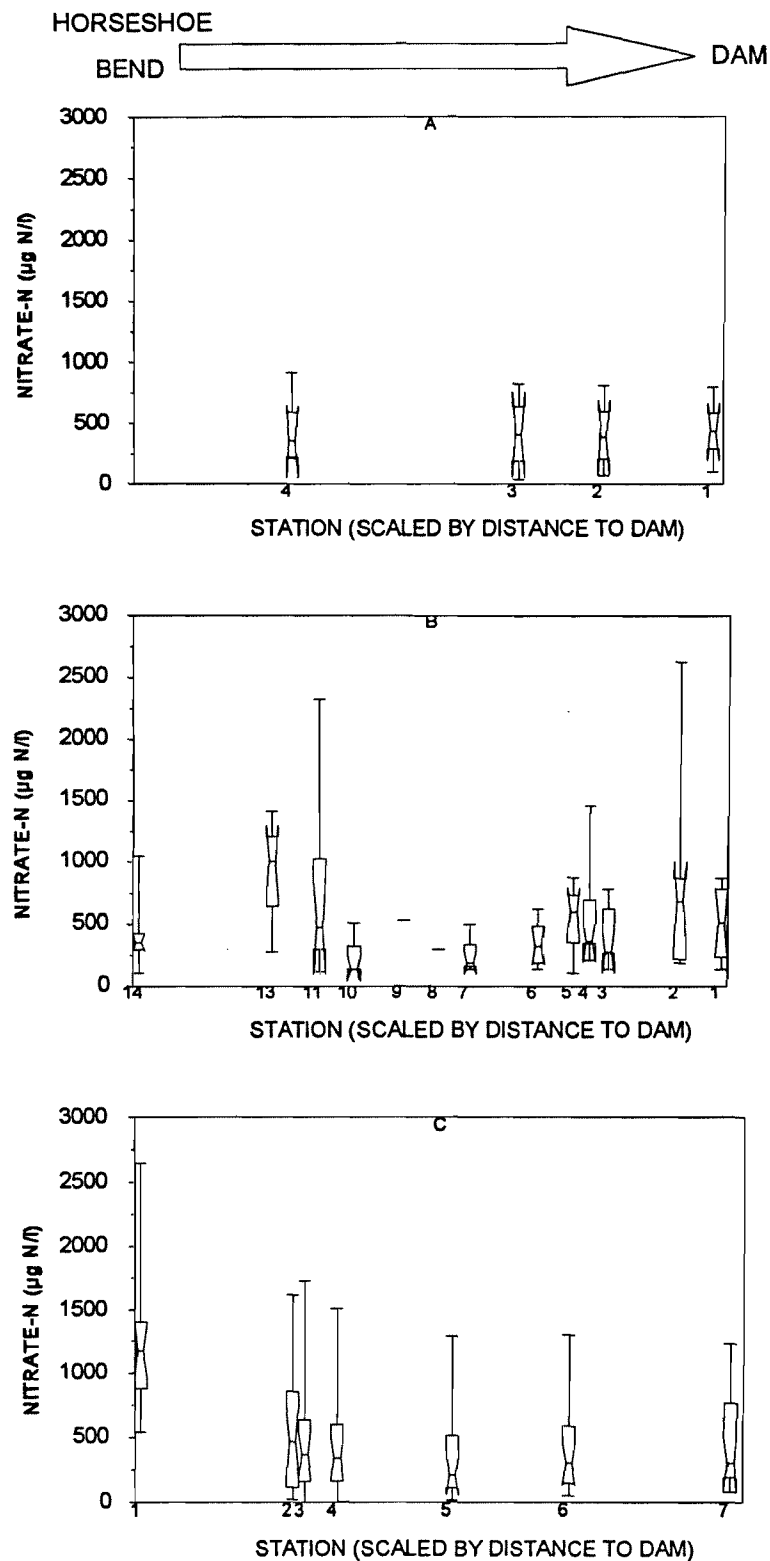 HORSESHOE
BEND
DAM
A
NITRATE-N (µg N/l)
3000
2500
2000
1500
1000
500
0
4 3 2 1
STATION (SCALED BY DISTANCE TO DAM)
B
NITRATE-N (µg N/l)
3000
2500
2000
1500
1000
500
0
14 13 11 10 9 8 7 6 5 4 3 2 1
STATION (SCALED BY DISTANCE TO DAM)
C
NITRATE-N (µg N/l)
3000
2500
2000
1500
1000
500
0
1 2 3 4 5 6 7
STATION (SCALED BY DISTANCE TO DAM)